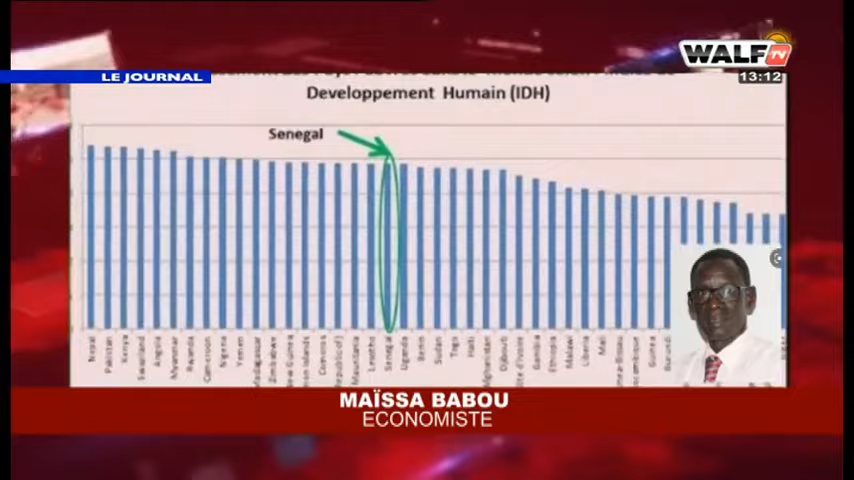 WALF TV
LE JOURNAL
13:12
Developpement Humain (IDH)
Senegal
Nepal
Pakistan
Kenya
Swaziland
Angola
Myanmar
Rwanda
Cameroon
Nigeria
Yemen
Madagascar
Zimbabwe
Comoros
Mauritania
Lesotho
Senegal
Uganda
Benin
Sudan
Togo
Haiti
Afghanistan
Djibouti
Gambia
Ethiopia
Malawi
Liberia
Mali
Guinea
Burundi
MAÏSSA BABOU
ECONOMISTE